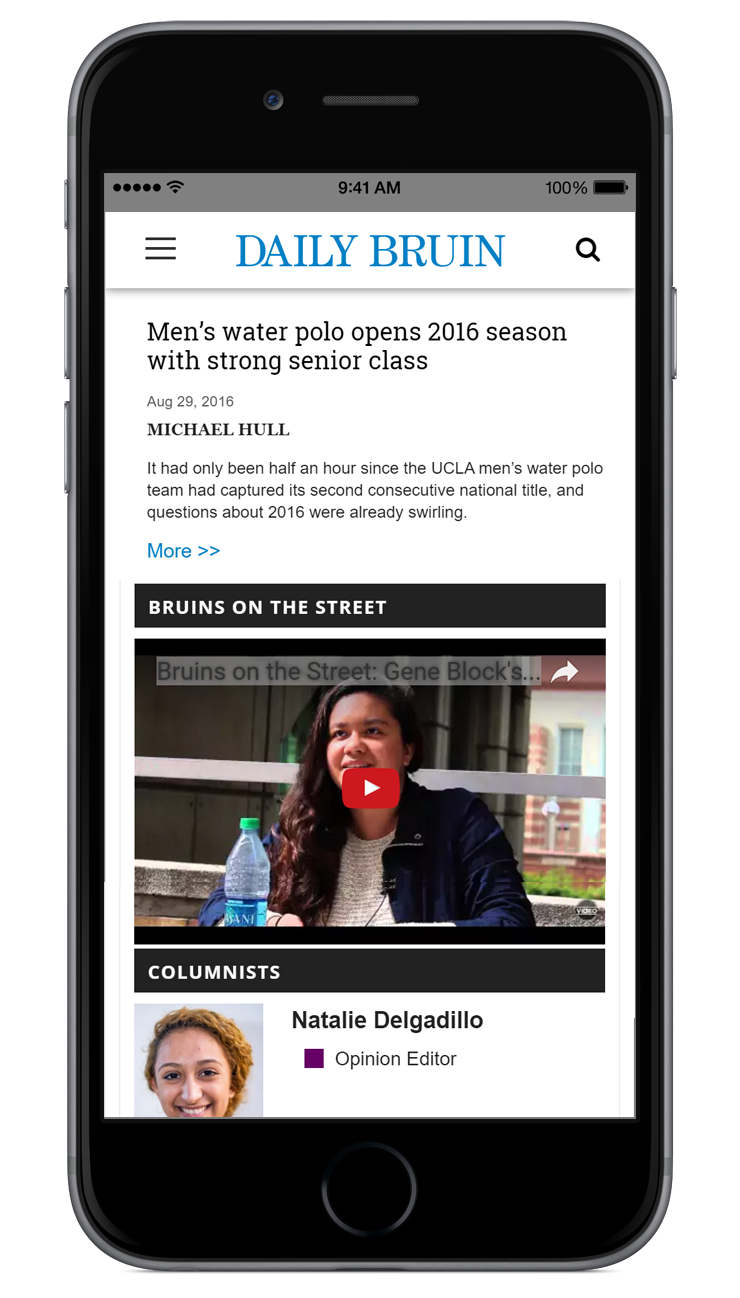 9:41 AM 100%
DAILY BRUIN
Men’s water polo opens 2016 season
with strong senior class
Aug 29, 2016
MICHAEL HULL
It had only been half an hour since the UCLA men’s water polo
team had captured its second consecutive national title, and
questions about 2016 were already swirling.
More >>
BRUINS ON THE STREET
Bruins on the Street: Gene Block's...
VIDEO
COLUMNISTS
Natalie Delgadillo
Opinion Editor